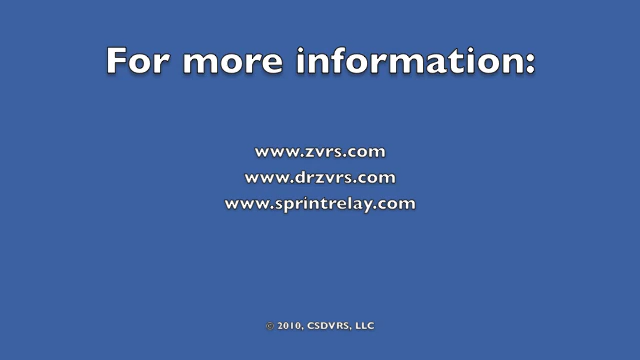 For more information:
www.zvrs.com
www.drzvrs.com
www.sprintrelay.com
© 2010, CSDVRS, LLC